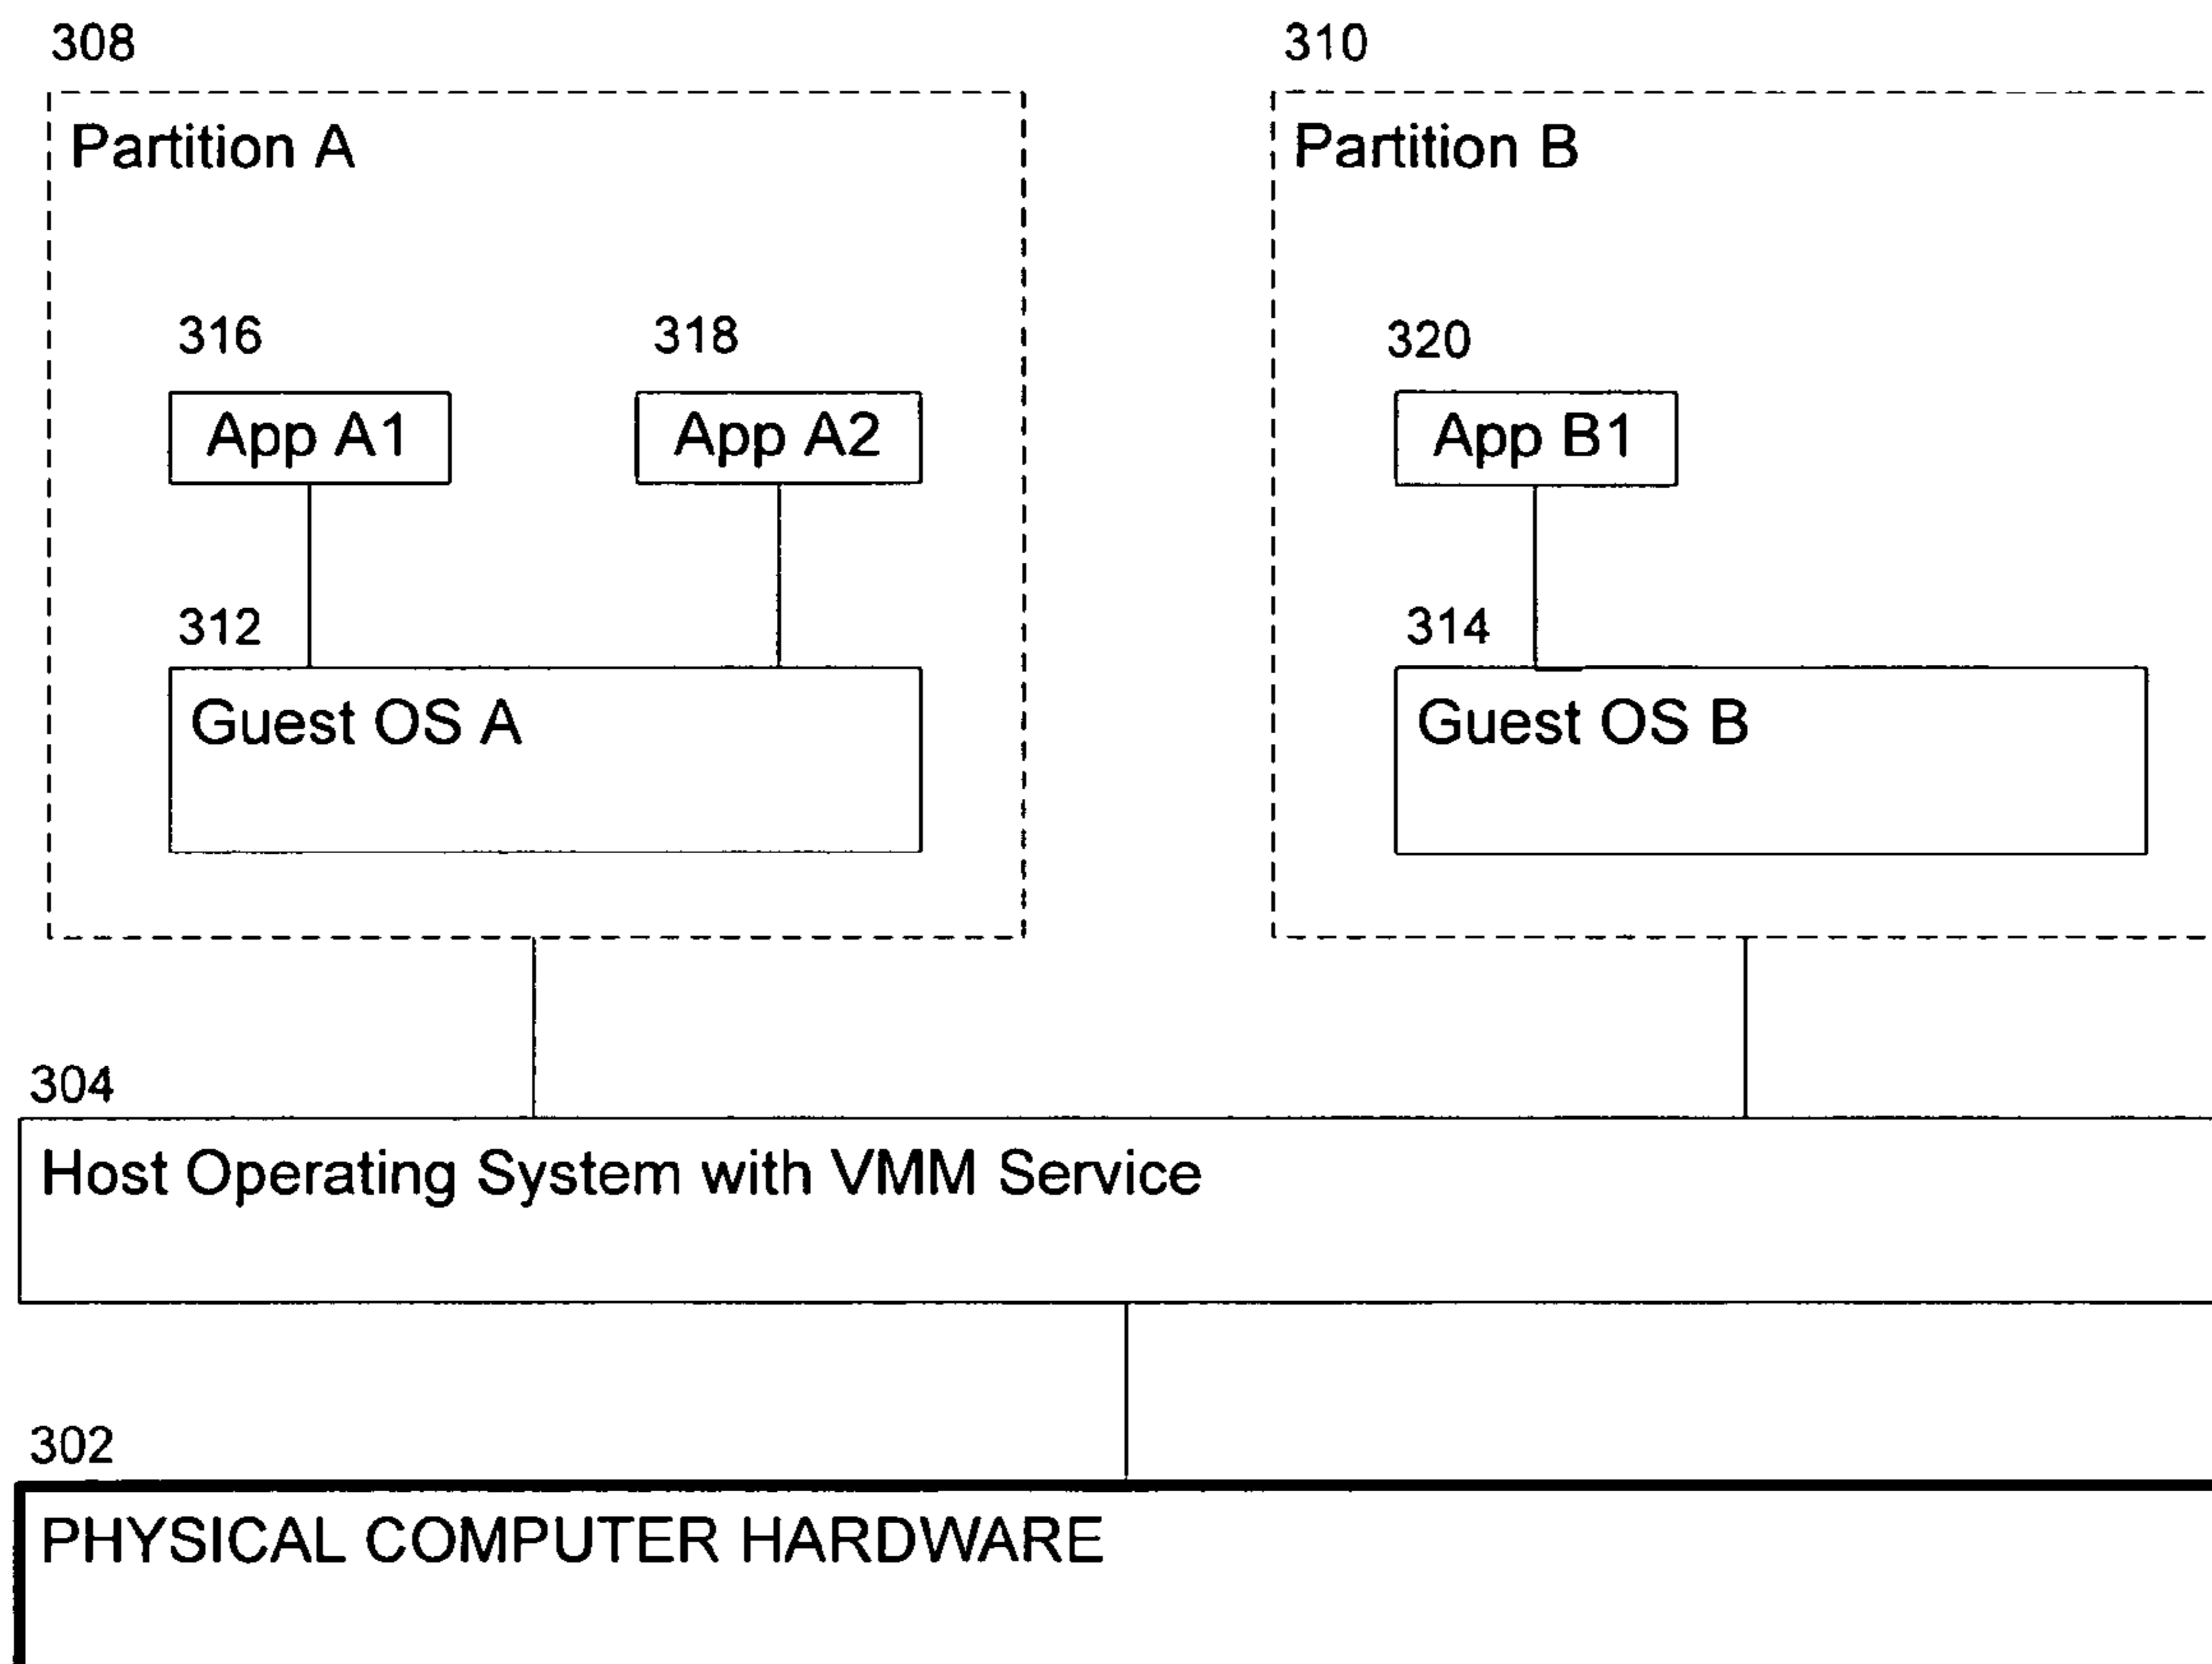 308
310
Partition A
Partition B
316
318
320
App A1
App A2
App B1
312
314
Guest OS A
Guest OS B
304
Host Operating System with VMM Service
302
PHYSICAL COMPUTER HARDWARE